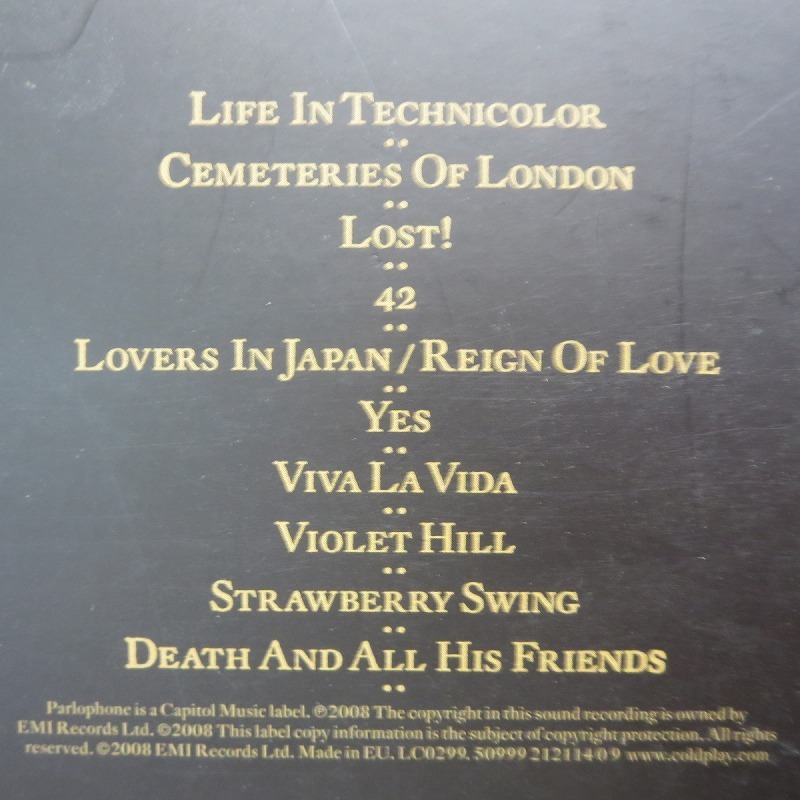 Life In Technicolor
Cemeteries Of London
Lost!
42
Lovers In Japan/Reign Of Love
Yes
Viva La Vida
Violet Hill
Strawberry Swing
Death And All His Friends
Parlophone is a Capitol Music label. ℗2008 The copyright in this sound recording is owned by
EMI Records Ltd. ©2008 This label copy information is the subject of copyright protection. All rights
reserved. ©2008 EMI Records Ltd. Made in EU. LC0299. 50999 212114 0 9 www.coldplay.com